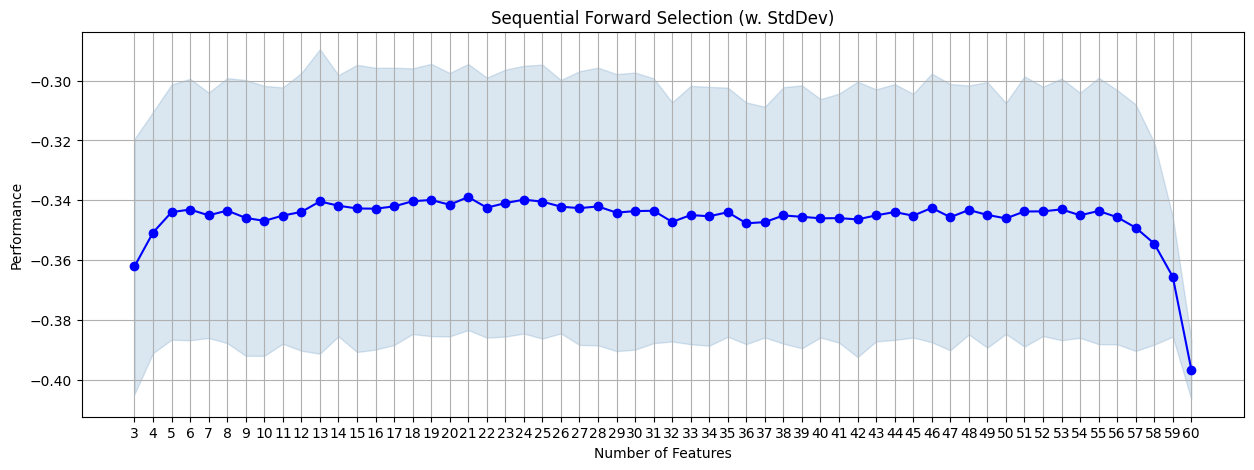 Sequential Forward Selection (w. StdDev)
Performance
−0.30
−0.32
−0.34
−0.36
−0.38
−0.40
3 4 5 6 7 8 9 10 11 12 13 14 15 16 17 18 19 20 21 22 23 24 25 26 27 28 29 30 31 32 33 34 35 36 37 38 39 40 41 42 43 44 45 46 47 48 49 50 51 52 53 54 55 56 57 58 59 60
Number of Features